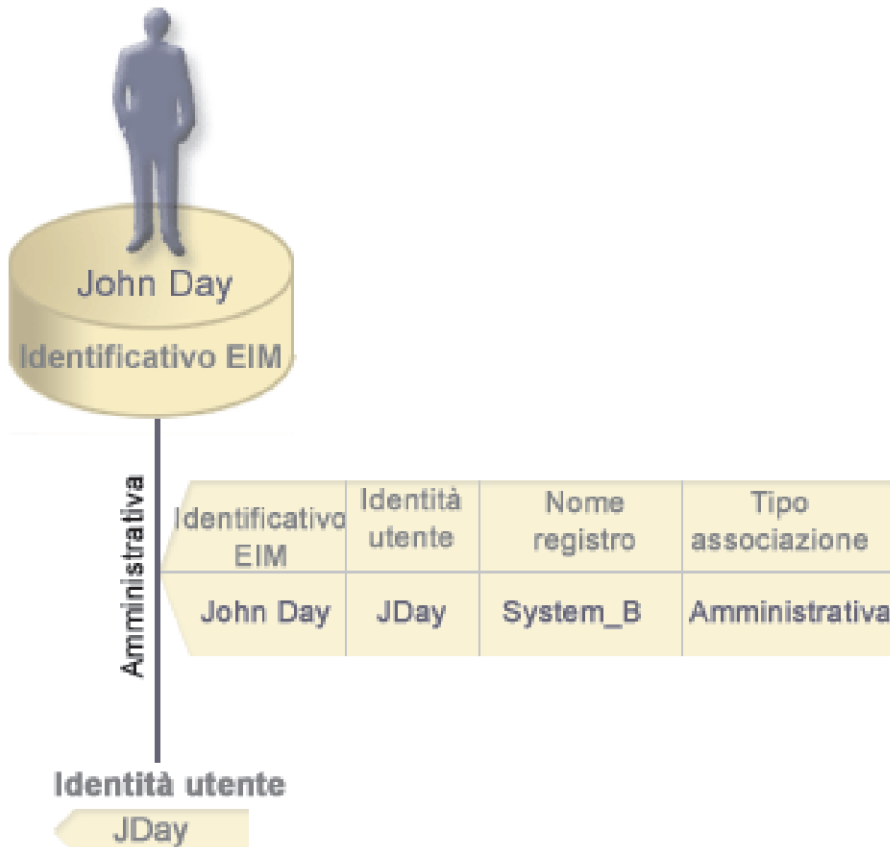 John Day
Identificativo EIM
Amministrativa
Identificativo EIM
Identità utente
Nome registro
Tipo associazione
John Day
JDay
System_B
Amministrativa
Identità utente
JDay